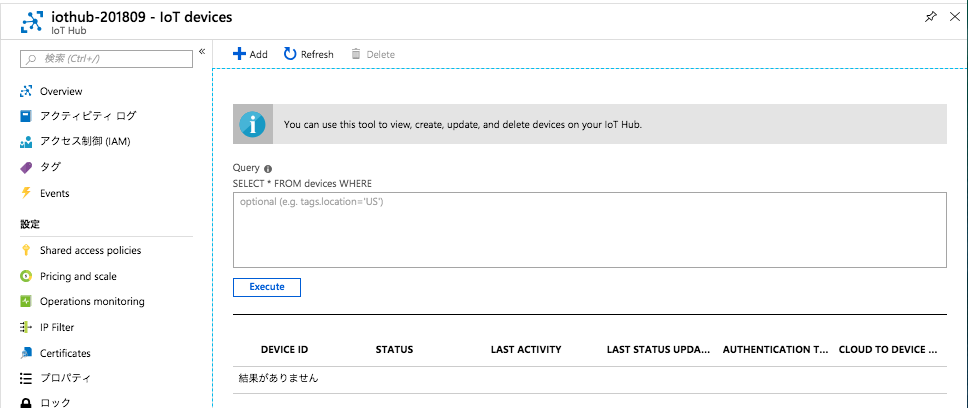 iothub-201809 - IoT devices
IoT Hub
検索 (Ctrl+/)
Overview
アクティビティ ログ
アクセス制御 (IAM)
タグ
Events
設定
Shared access policies
Pricing and scale
Operations monitoring
IP Filter
Certificates
プロパティ
ロック
Add Refresh Delete
You can use this tool to view, create, update, and delete devices on your IoT Hub.
Query
SELECT * FROM devices WHERE
optional (e.g. tags.location='US')
Execute
DEVICE ID STATUS LAST ACTIVITY LAST STATUS UPDA... AUTHENTICATION T... CLOUD TO DEVICE ...
結果がありません